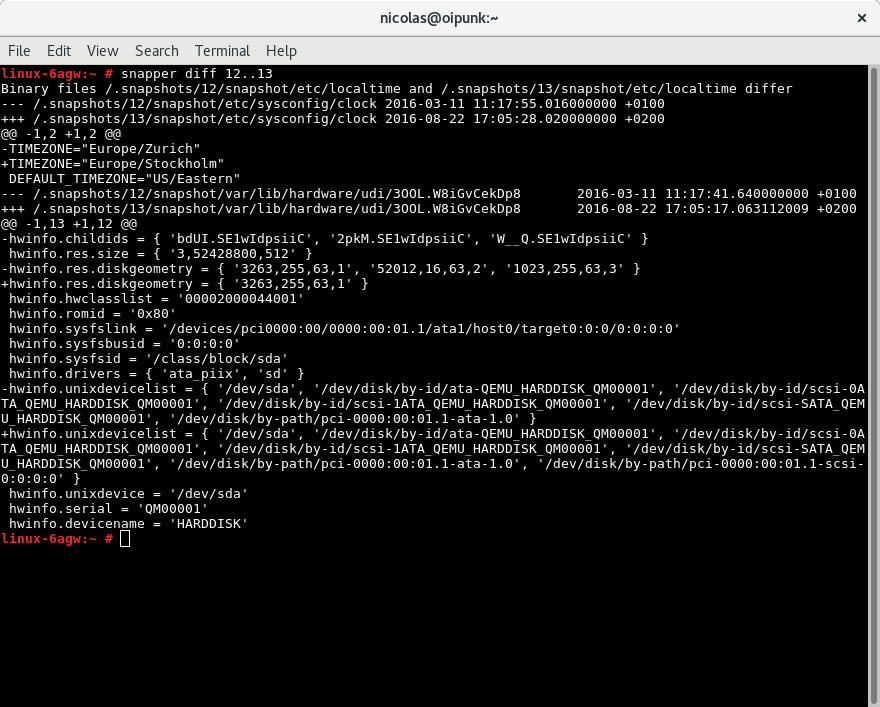 nicolas@oipunk:~
File Edit View Search Terminal Help
linux-6agw:~ # snapper diff 12..13
Binary files /.snapshots/12/snapshot/etc/localtime and /.snapshots/13/snapshot/etc/localtime differ
--- /.snapshots/12/snapshot/etc/sysconfig/clock 2016-03-11 11:17:55.016000000 +0100
+++ /.snapshots/13/snapshot/etc/sysconfig/clock 2016-08-22 17:05:28.020000000 +0200
@@ -1,2 +1,2 @@
-TIMEZONE="Europe/Zurich"
+TIMEZONE="Europe/Stockholm"
 DEFAULT_TIMEZONE="US/Eastern"
--- /.snapshots/12/snapshot/var/lib/hardware/udi/3OOL.W8iGvCekDp8       2016-03-11 11:17:41.640000000 +0100
+++ /.snapshots/13/snapshot/var/lib/hardware/udi/3OOL.W8iGvCekDp8       2016-08-22 17:05:17.063112009 +0200
@@ -1,13 +1,12 @@
-hwinfo.childids = { 'bdUI.SE1wIdpsiiC', '2pkM.SE1wIdpsiiC', 'W__Q.SE1wIdpsiiC' }
 hwinfo.res.size = { '3,52428800,512' }
-hwinfo.res.diskgeometry = { '3263,255,63,1', '52012,16,63,2', '1023,255,63,3' }
+hwinfo.res.diskgeometry = { '3263,255,63,1' }
 hwinfo.hwclasslist = '00002000044001'
 hwinfo.romid = '0x80'
 hwinfo.sysfslink = '/devices/pci0000:00/0000:00:01.1/ata1/host0/target0:0:0/0:0:0:0'
 hwinfo.sysfsbusid = '0:0:0:0'
 hwinfo.sysfsid = '/class/block/sda'
 hwinfo.drivers = { 'ata_piix', 'sd' }
-hwinfo.unixdevicelist = { '/dev/sda', '/dev/disk/by-id/ata-QEMU_HARDDISK_QM00001', '/dev/disk/by-id/scsi-0A
TA_QEMU_HARDDISK_QM00001', '/dev/disk/by-id/scsi-1ATA_QEMU_HARDDISK_QM00001', '/dev/disk/by-id/scsi-SATA_QEM
U_HARDDISK_QM00001', '/dev/disk/by-path/pci-0000:00:01.1-ata-1.0' }
+hwinfo.unixdevicelist = { '/dev/sda', '/dev/disk/by-id/ata-QEMU_HARDDISK_QM00001', '/dev/disk/by-id/scsi-0A
TA_QEMU_HARDDISK_QM00001', '/dev/disk/by-id/scsi-1ATA_QEMU_HARDDISK_QM00001', '/dev/disk/by-id/scsi-SATA_QEM
U_HARDDISK_QM00001', '/dev/disk/by-path/pci-0000:00:01.1-ata-1.0', '/dev/disk/by-path/pci-0000:00:01.1-scsi-
0:0:0:0' }
 hwinfo.unixdevice = '/dev/sda'
 hwinfo.serial = 'QM00001'
 hwinfo.devicename = 'HARDDISK'
linux-6agw:~ #